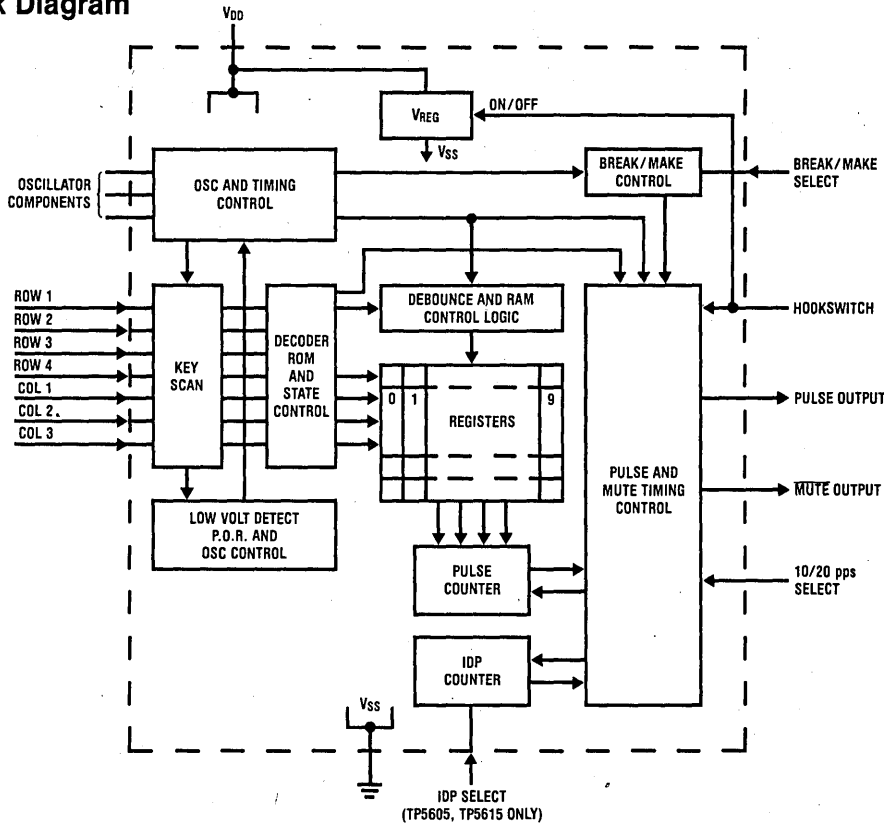 Diagram
VDD
VREG
ON/OFF
VSS
OSCILLATOR
COMPONENTS
OSC AND TIMING
CONTROL
BREAK/MAKE
CONTROL
BREAK/MAKE
SELECT
ROW 1
ROW 2
ROW 3
ROW 4
COL 1
COL 2
COL 3
KEY
SCAN
DECODER
ROM
AND
STATE
CONTROL
DEBOUNCE AND RAM
CONTROL LOGIC
HOOKSWITCH
0 1 9
REGISTERS
PULSE OUTPUT
PULSE AND
MUTE TIMING
CONTROL
MUTE OUTPUT
LOW VOLT DETECT
P.O.R. AND
OSC CONTROL
PULSE
COUNTER
10/20 pps
SELECT
IDP
COUNTER
VSS
IDP SELECT
(TP5605, TP5615 ONLY)